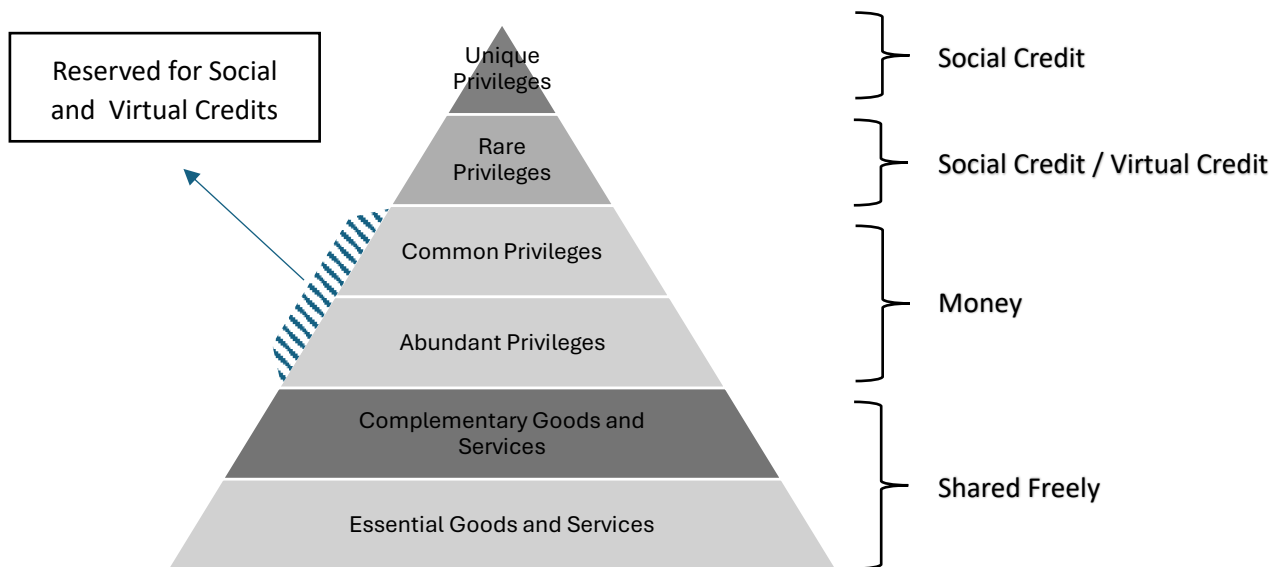 Reserved for Social
and Virtual Credits
Unique
Privileges
Rare
Privileges
Common Privileges
Abundant Privileges
Complementary Goods and
Services
Essential Goods and Services
Social Credit
Social Credit / Virtual Credit
Money
Shared Freely